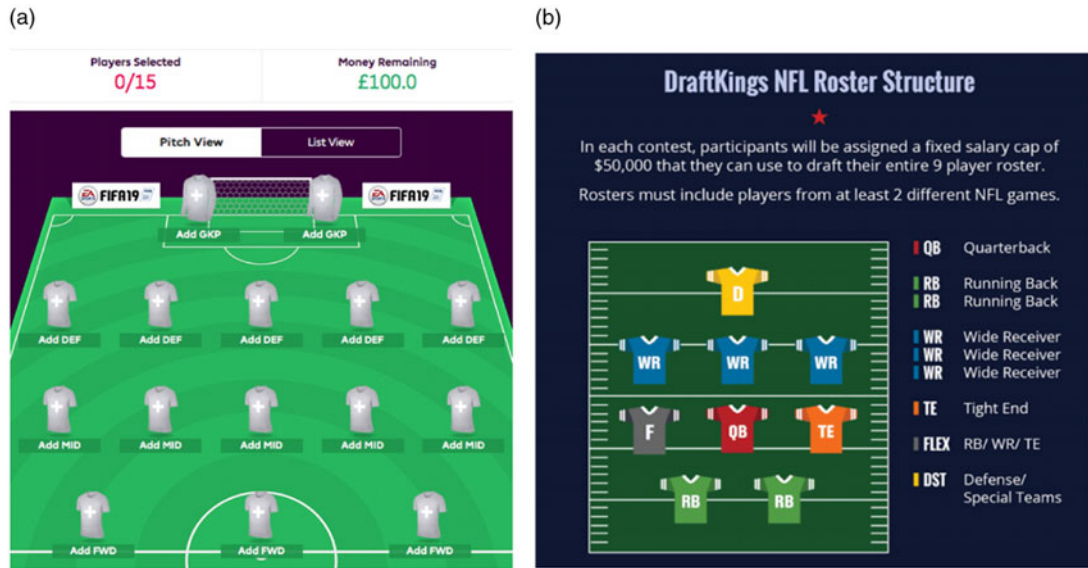 (a)
Players Selected
0/15
Money Remaining
£100.0
Pitch View
List View
EA SPORTS FIFA19
EA SPORTS FIFA19
Add GKP
Add GKP
Add DEF
Add DEF
Add DEF
Add DEF
Add DEF
Add MID
Add MID
Add MID
Add MID
Add MID
Add FWD
Add FWD
Add FWD
(b)
DraftKings NFL Roster Structure
In each contest, participants will be assigned a fixed salary cap of
$50,000 that they can use to draft their entire 9 player roster.
Rosters must include players from at least 2 different NFL games.
D
WR WR WR
F QB TE
RB RB
QB Quarterback
RB Running Back
RB Running Back
WR Wide Receiver
WR Wide Receiver
WR Wide Receiver
TE Tight End
FLEX RB/ WR/ TE
DST Defense/
Special Teams